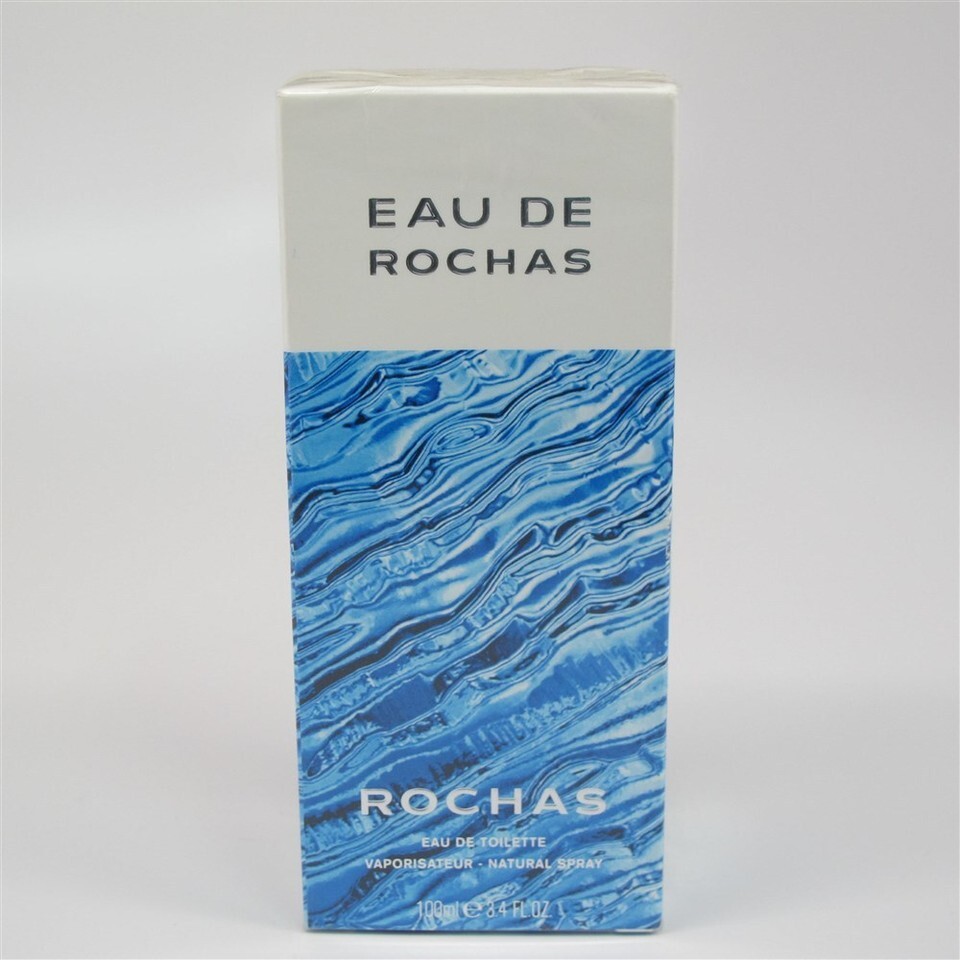 EAU DE
ROCHAS
ROCHAS
EAU DE TOILETTE
VAPORISATEUR - NATURAL SPRAY
100ml ℮ 3.4 FL.OZ.